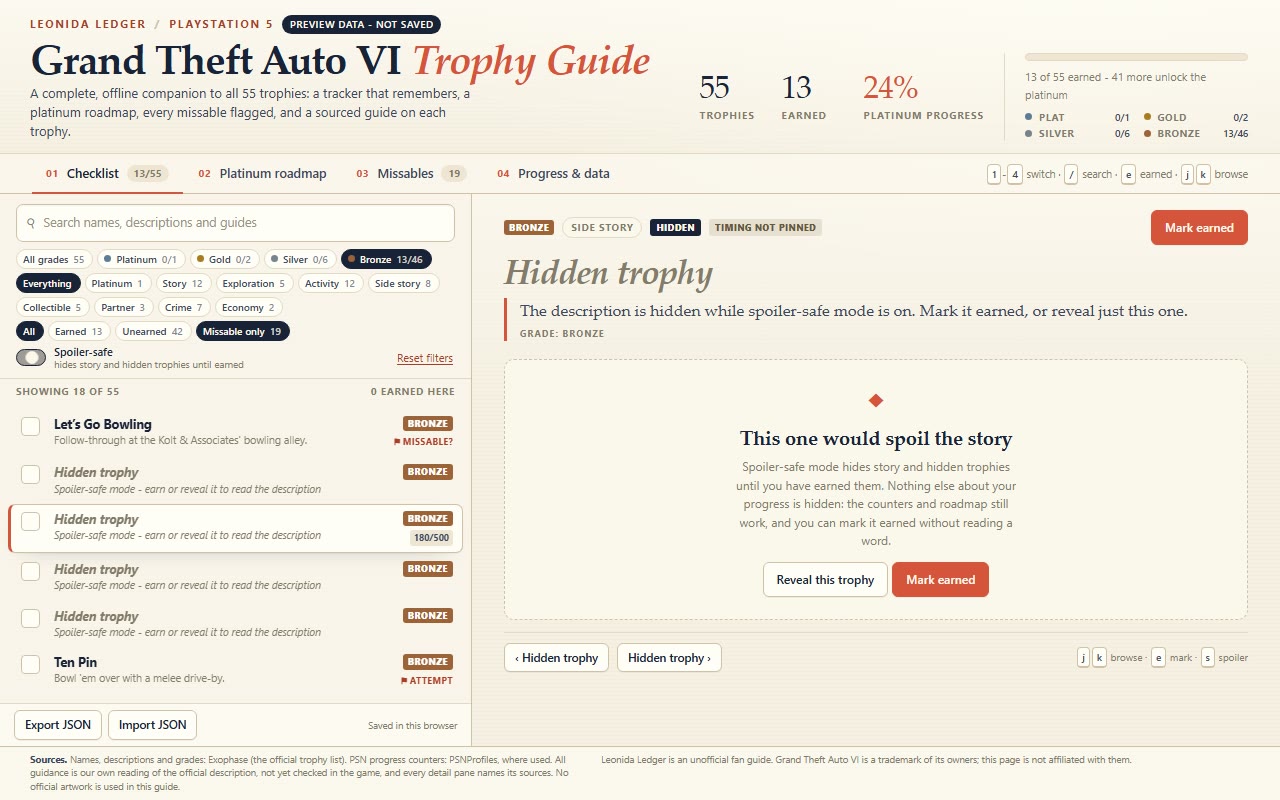 LEONIDA LEDGER / PLAYSTATION 5 PREVIEW DATA - NOT SAVED
Grand Theft Auto VI Trophy Guide
A complete, offline companion to all 55 trophies: a tracker that remembers, a
platinum roadmap, every missable flagged, and a sourced guide on each
trophy.
55 13 24%
TROPHIES EARNED PLATINUM PROGRESS
13 of 55 earned - 41 more unlock the
platinum
PLAT 0/1 GOLD 0/2
SILVER 0/6 BRONZE 13/46
01 Checklist 13/55 02 Platinum roadmap 03 Missables 19 04 Progress & data
1 - 4 switch · / search · e earned · j k browse
Search names, descriptions and guides
All grades 55 Platinum 0/1 Gold 0/2 Silver 0/6 Bronze 13/46
Everything Platinum 1 Story 12 Exploration 5 Activity 12 Side story 8
Collectible 5 Partner 3 Crime 7 Economy 2
All Earned 13 Unearned 42 Missable only 19
Spoiler-safe
hides story and hidden trophies until earned
Reset filters
SHOWING 18 OF 55 0 EARNED HERE
Let's Go Bowling BRONZE
Follow-through at the Kolt & Associates' bowling alley. MISSABLE?
Hidden trophy BRONZE
Spoiler-safe mode - earn or reveal it to read the description
Hidden trophy BRONZE
Spoiler-safe mode - earn or reveal it to read the description 180/500
Hidden trophy BRONZE
Spoiler-safe mode - earn or reveal it to read the description
Hidden trophy BRONZE
Spoiler-safe mode - earn or reveal it to read the description
Ten Pin BRONZE
Bowl 'em over with a melee drive-by. ATTEMPT
Export JSON Import JSON Saved in this browser
BRONZE SIDE STORY HIDDEN TIMING NOT PINNED Mark earned
Hidden trophy
The description is hidden while spoiler-safe mode is on. Mark it earned, or reveal just this one.
GRADE: BRONZE
This one would spoil the story
Spoiler-safe mode hides story and hidden trophies
until you have earned them. Nothing else about your
progress is hidden: the counters and roadmap still
work, and you can mark it earned without reading a
word.
Reveal this trophy Mark earned
‹ Hidden trophy Hidden trophy ›
j k browse · e mark · s spoiler
Sources. Names, descriptions and grades: Exophase (the official trophy list). PSN progress counters: PSNProfiles, where used. All
guidance is our own reading of the official description, not yet checked in the game, and every detail pane names its sources. No
official artwork is used in this guide.
Leonida Ledger is an unofficial fan guide. Grand Theft Auto VI is a trademark of its owners; this page is not affiliated with them.